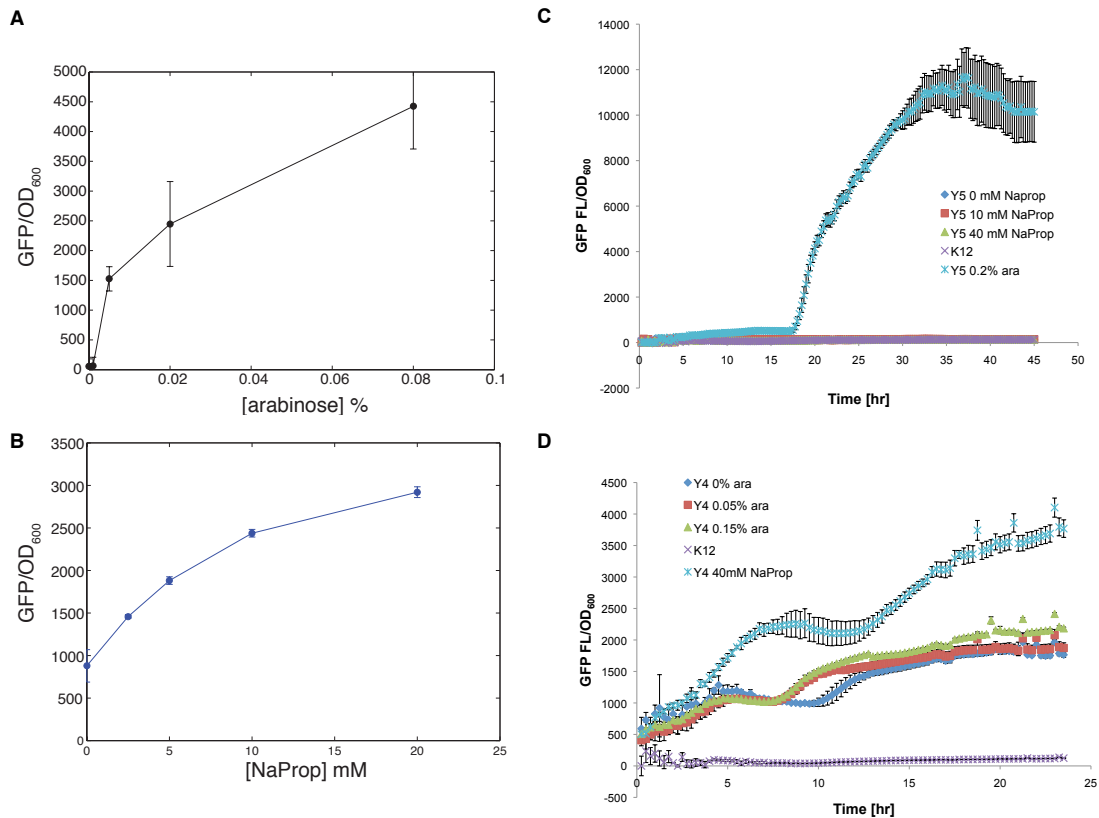 A
5000
4500
4000
3500
3000
2500
2000
1500
1000
500
0
GFP/OD600
0 0.02 0.04 0.06 0.08 0.1
[arabinose] %
B
3500
3000
2500
2000
1500
1000
500
0
GFP/OD600
0 5 10 15 20 25
[NaProp] mM
C
14000
12000
10000
8000
6000
4000
2000
0
-2000
GFP FL/OD600
Y5 0 mM Naprop
Y5 10 mM NaProp
Y5 40 mM NaProp
K12
Y5 0.2% ara
0 5 10 15 20 25 30 35 40 45 50
Time [hr]
D
4500
4000
3500
3000
2500
2000
1500
1000
500
0
-500
GFP FL/OD600
Y4 0% ara
Y4 0.05% ara
Y4 0.15% ara
K12
Y4 40mM NaProp
0 5 10 15 20 25
Time [hr]